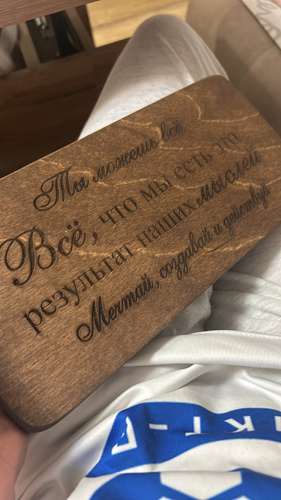 Ты можешь всё
Всё, что мы есть это
результат наших мыслей
Мечтай, создавай и действуй